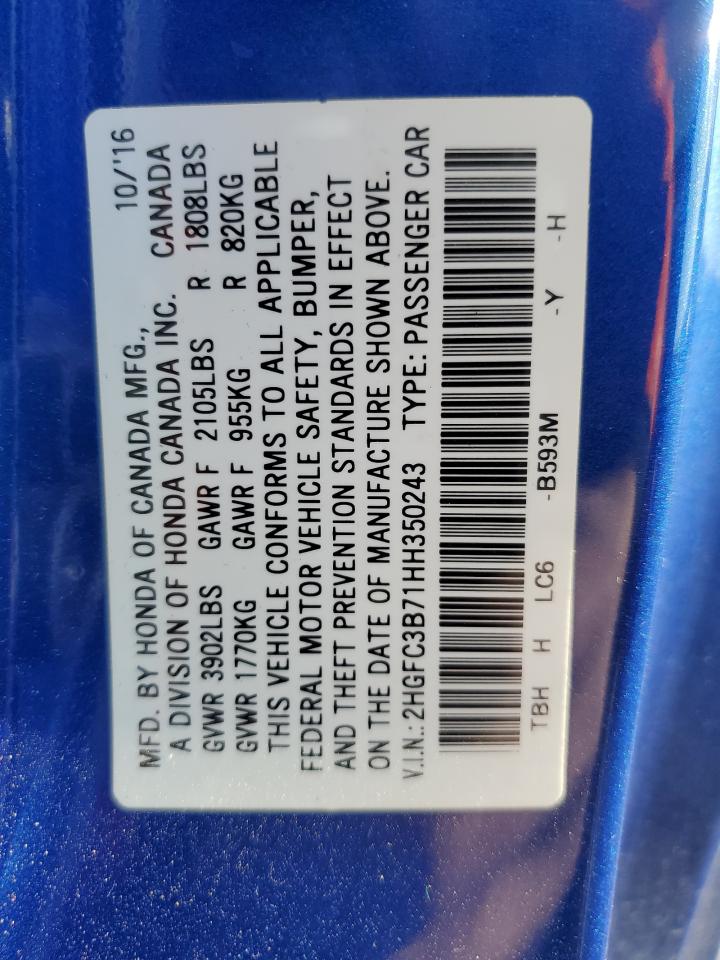 MFD. BY HONDA OF CANADA MFG., 10/'16
A DIVISION OF HONDA CANADA INC. CANADA
GVWR 3902LBS GAWR F 2105LBS R 1808LBS
GVWR 1770KG GAWR F 955KG R 820KG
THIS VEHICLE CONFORMS TO ALL APPLICABLE
FEDERAL MOTOR VEHICLE SAFETY, BUMPER,
AND THEFT PREVENTION STANDARDS IN EFFECT
ON THE DATE OF MANUFACTURE SHOWN ABOVE.
V.I.N.: 2HGFC3B71HH350243 TYPE: PASSENGER CAR
TBH H LC6 -B593M -Y -H